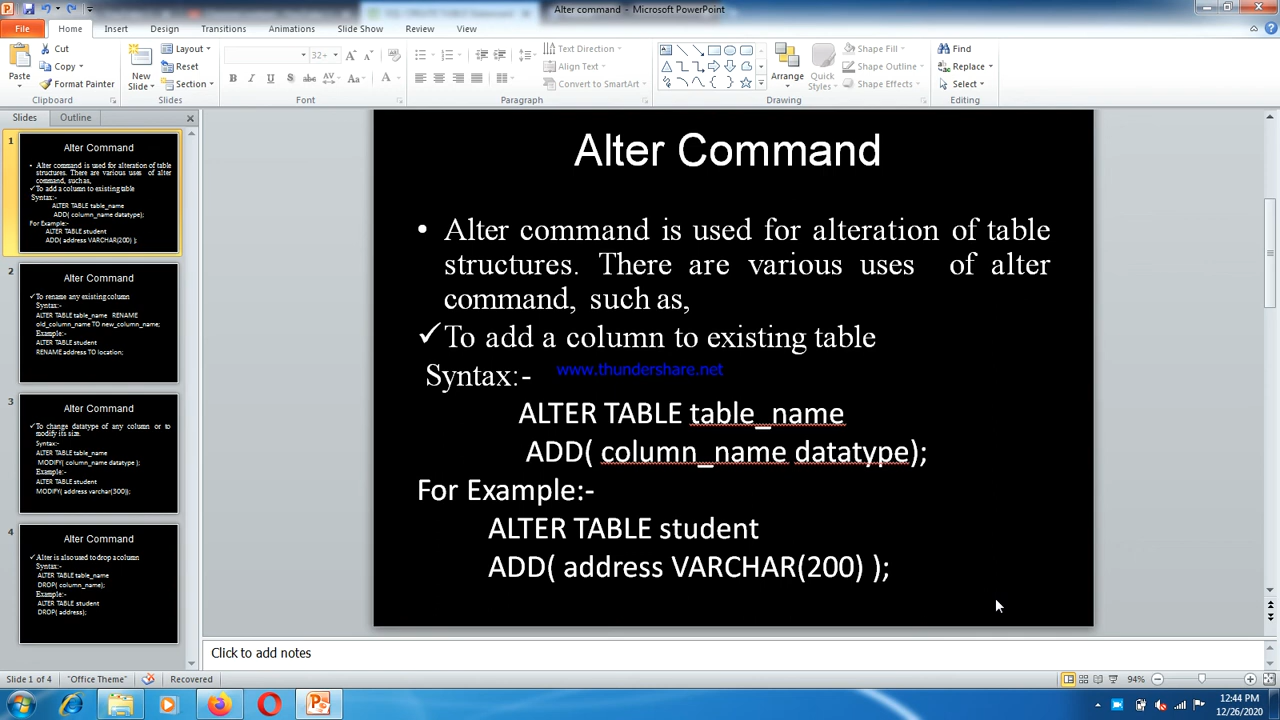 Alter command - Microsoft PowerPoint
File Home Insert Design Transitions Animations Slide Show Review View
Paste
Cut
Copy
Format Painter
Clipboard
New Slide
Layout
Reset
Section
Slides
32+
Font
Text Direction
Align Text
Convert to SmartArt
Paragraph
Arrange
Quick Styles
Shape Fill
Shape Outline
Shape Effects
Drawing
Find
Replace
Select
Editing
Slides Outline
1
Alter Command
• Alter command is used for alteration of table
structures. There are various uses of alter
command, such as,
✓To add a column to existing table
Syntax:-
ALTER TABLE table_name
ADD( column_name datatype);
For Example:-
ALTER TABLE student
ADD( address VARCHAR(200) );
2
Alter Command
✓To rename any existing column
Syntax:-
ALTER TABLE table_name RENAME
old_column_name TO new_column_name;
Example:-
ALTER TABLE student
RENAME address TO location;
3
Alter Command
✓To change datatype of any column or to
modify its size.
Syntax:-
ALTER TABLE table_name
MODIFY( column_name datatype );
Example:-
ALTER TABLE student
MODIFY( address varchar(300));
4
Alter Command
✓Alter is also used to drop a column
Syntax:-
ALTER TABLE table_name
DROP( column_name);
Example:-
ALTER TABLE student
DROP( address);
Alter Command
• Alter command is used for alteration of table
structures. There are various uses of alter
command, such as,
✓To add a column to existing table
Syntax:- www.thundershare.net
ALTER TABLE table_name
ADD( column_name datatype);
For Example:-
ALTER TABLE student
ADD( address VARCHAR(200) );
Click to add notes
Slide 1 of 4 "Office Theme" Recovered 94%
12:44 PM
12/26/2020